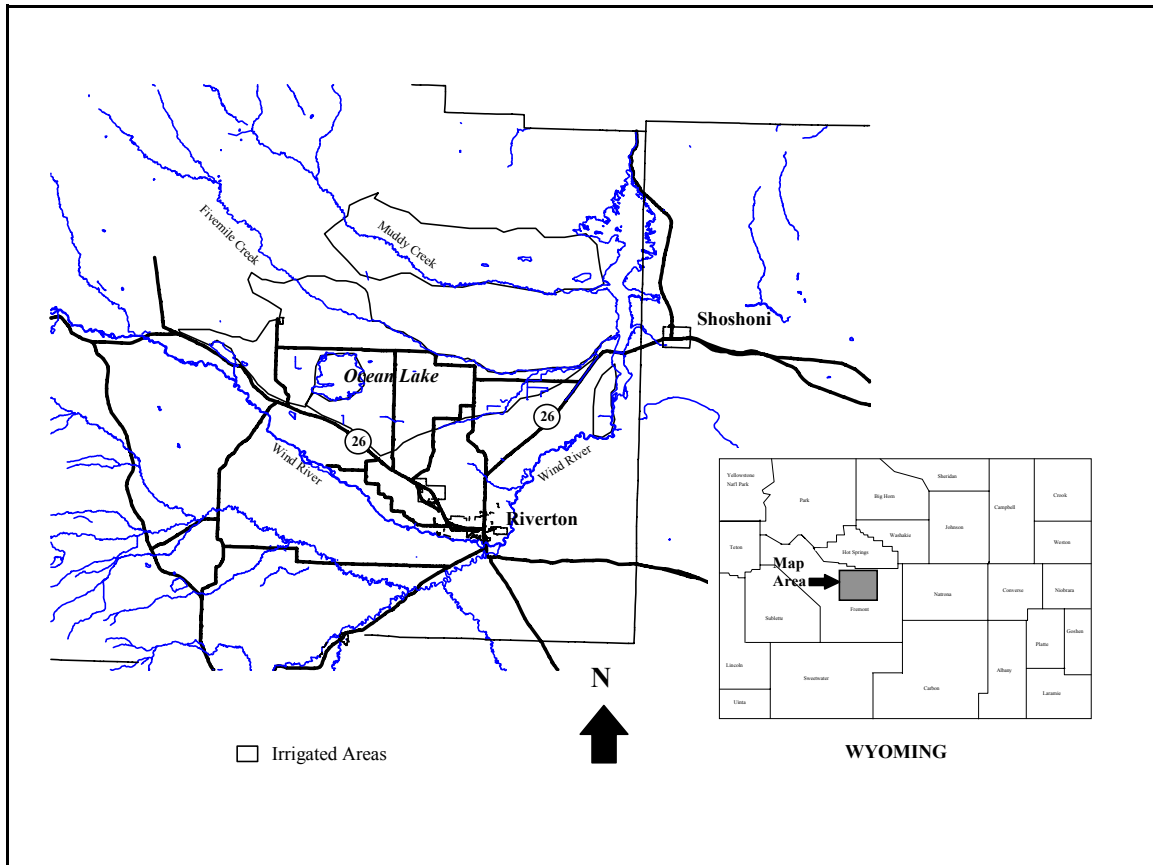 Fivemile Creek
Muddy Creek
Shoshoni
Ocean Lake
26
26
Wind River
Wind River
Riverton
Yellowstone
Nat'l Park
Park
Big Horn
Sheridan
Campbell
Crook
Johnson
Weston
Teton
Washakie
Hot Springs
Map
Area
Fremont
Natrona
Converse
Niobrara
Sublette
Goshen
Platte
Lincoln
Sweetwater
Carbon
Albany
Laramie
Uinta
N
Irrigated Areas
WYOMING